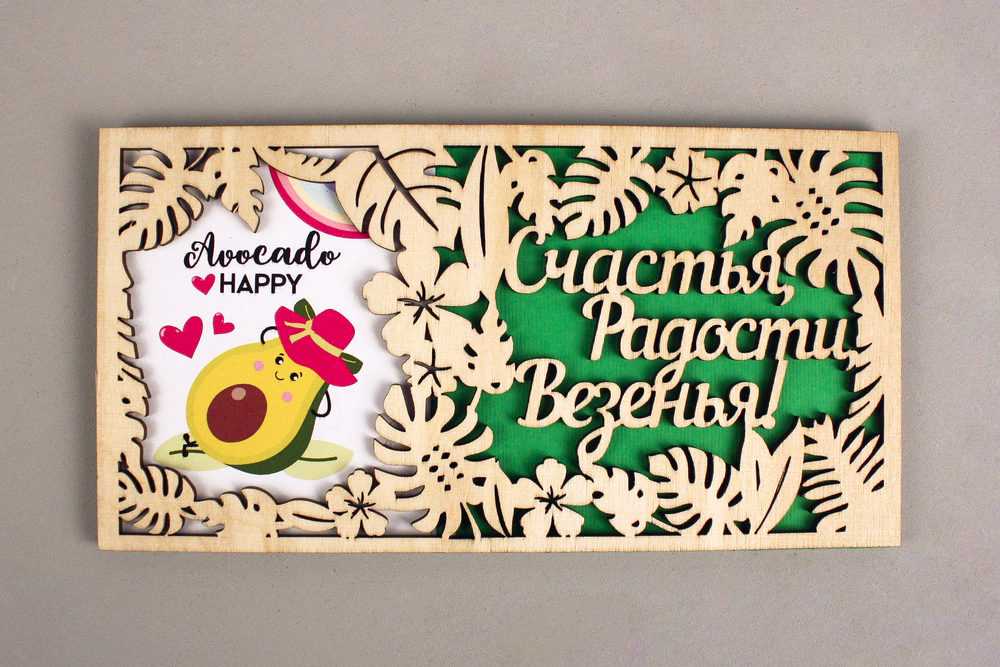 Avocado
HAPPY
Счастья,
Радости,
Везенья!